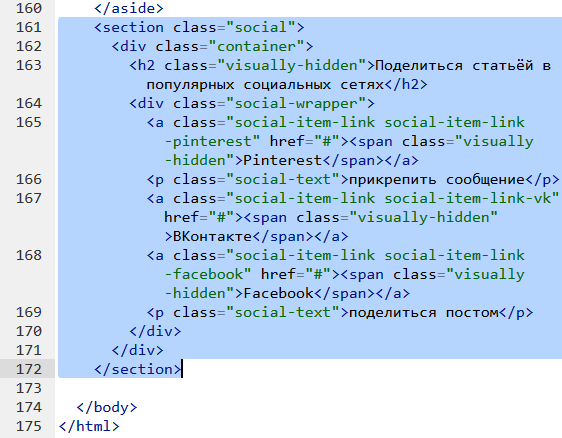 160 </aside>
161 <section class="social">
162 <div class="container">
163 <h2 class="visually-hidden">Поделиться статьёй в
популярных социальных сетях</h2>
164 <div class="social-wrapper">
165 <a class="social-item-link social-item-link
-pinterest" href="#"><span class="visually
-hidden">Pinterest</span></a>
166 <p class="social-text">прикрепить сообщение</p>
167 <a class="social-item-link social-item-link-vk"
href="#"><span class="visually-hidden"
>ВКонтакте</span></a>
168 <a class="social-item-link social-item-link
-facebook" href="#"><span class="visually
-hidden">Facebook</span></a>
169 <p class="social-text">поделиться постом</p>
170 </div>
171 </div>
172 </section>
173
174 </body>
175 </html>